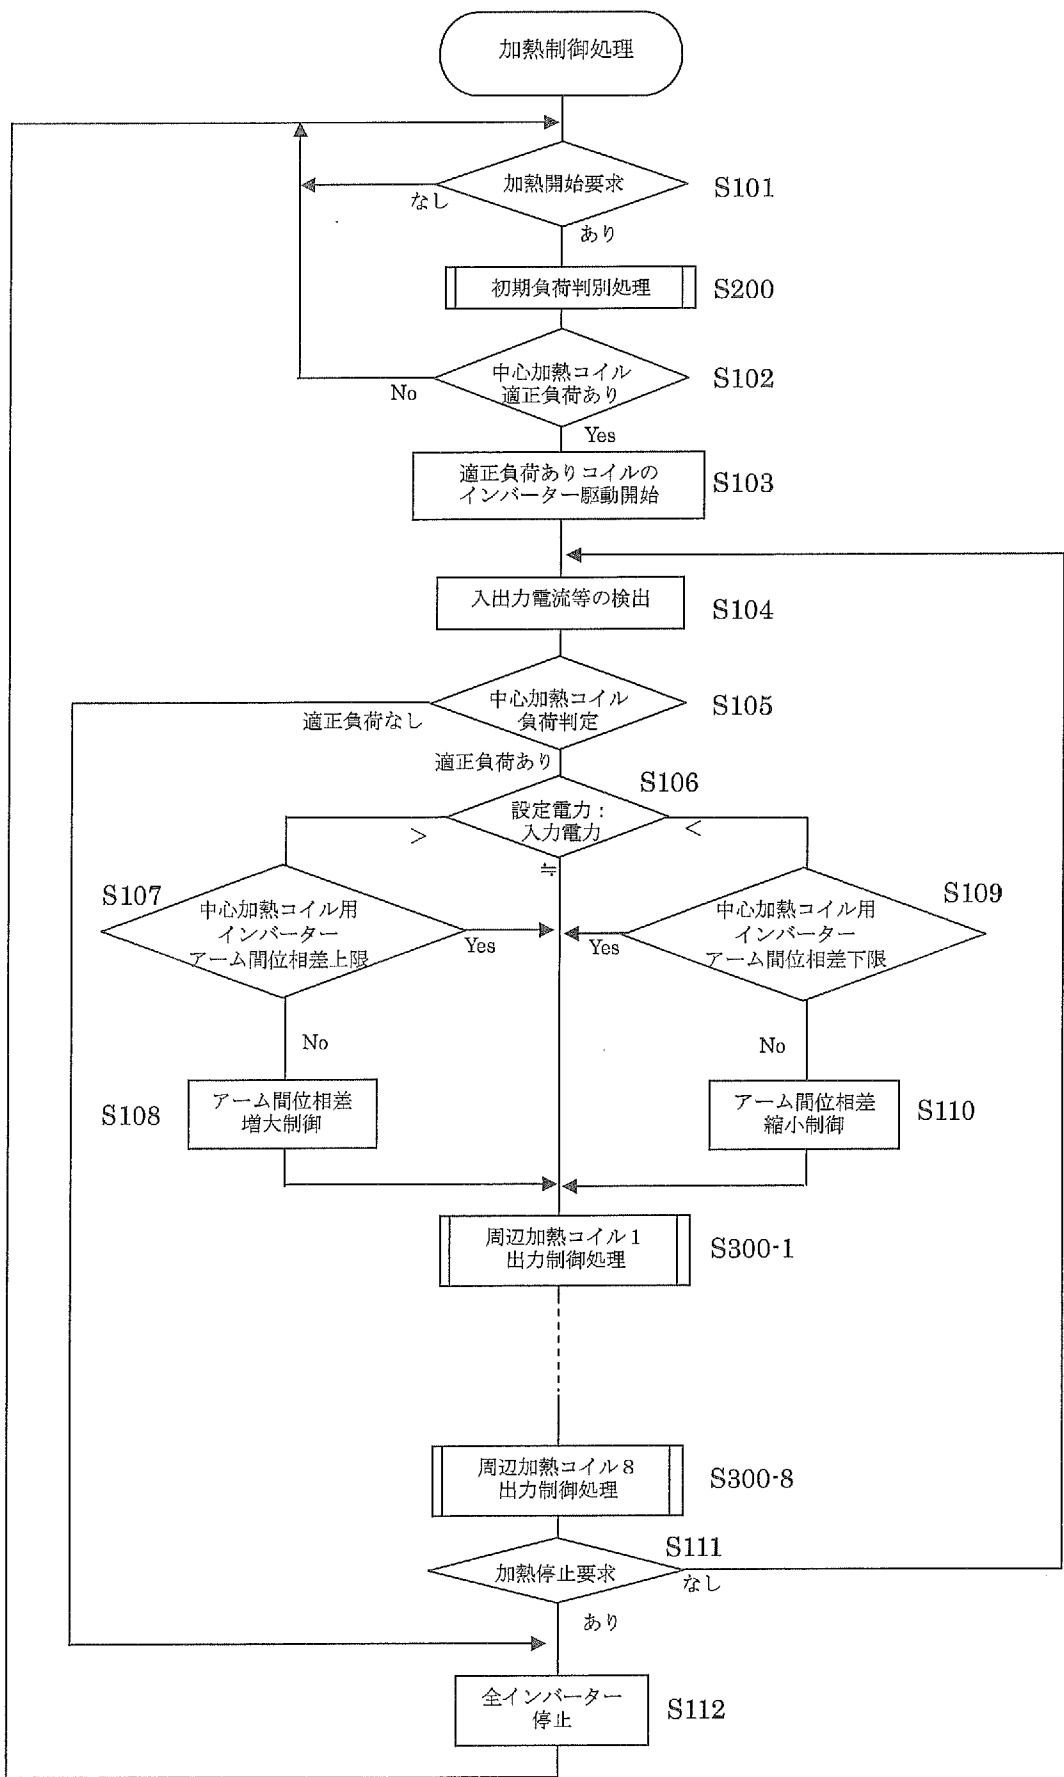 加熱制御処理
加熱開始要求
S101
なし
あり
初期負荷判別処理
S200
中心加熱コイル
適正負荷あり
S102
No
Yes
適正負荷ありコイルの
インバーター駆動開始
S103
入出力電流等の検出
S104
中心加熱コイル
負荷判定
S105
適正負荷なし
適正負荷あり
S106
設定電力：
入力電力
>
<
≒
S107
中心加熱コイル用
インバーター
アーム間位相差上限
Yes
S109
中心加熱コイル用
インバーター
アーム間位相差下限
Yes
No
No
S108
アーム間位相差
増大制御
アーム間位相差
縮小制御
S110
周辺加熱コイル1
出力制御処理
S300-1
周辺加熱コイル8
出力制御処理
S300-8
S111
加熱停止要求
なし
あり
全インバーター
停止
S112